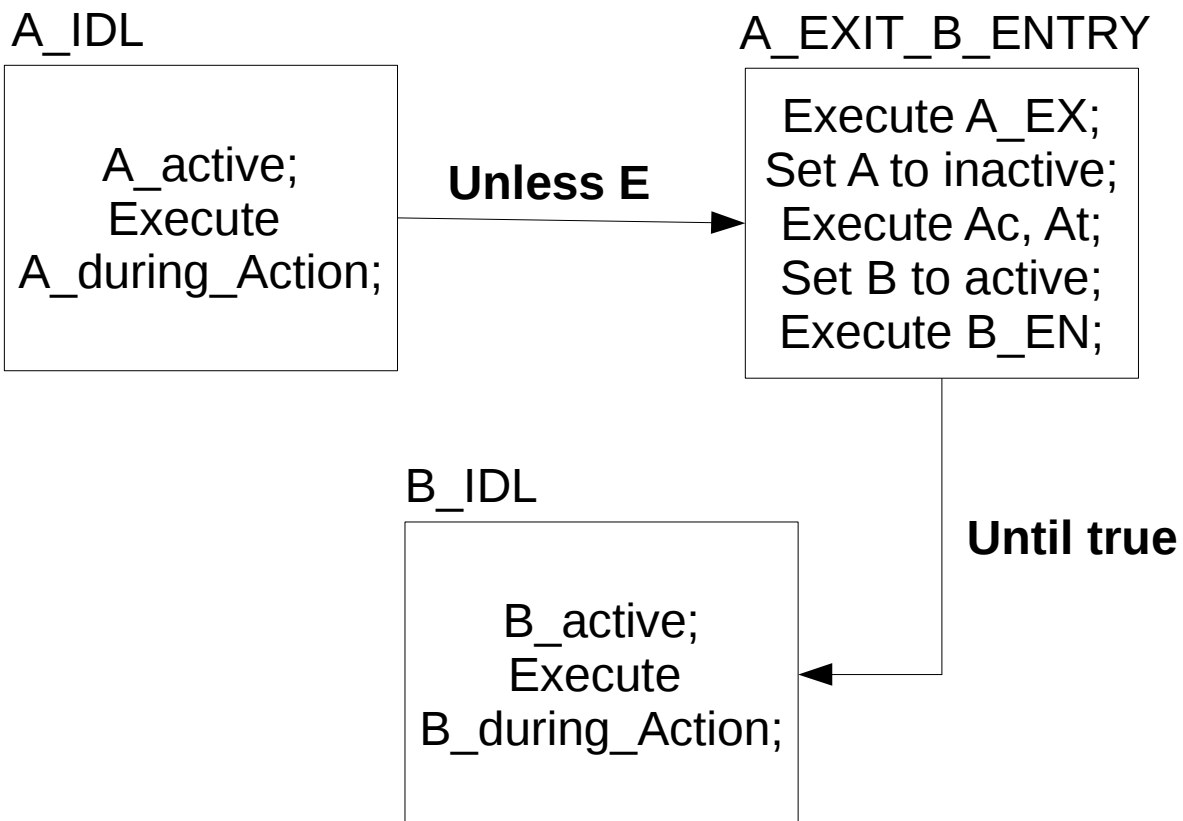 A_IDL
A_active;
Execute
A_during_Action;
Unless E
A_EXIT_B_ENTRY
Execute A_EX;
Set A to inactive;
Execute Ac, At;
Set B to active;
Execute B_EN;
Until true
B_IDL
B_active;
Execute
B_during_Action;